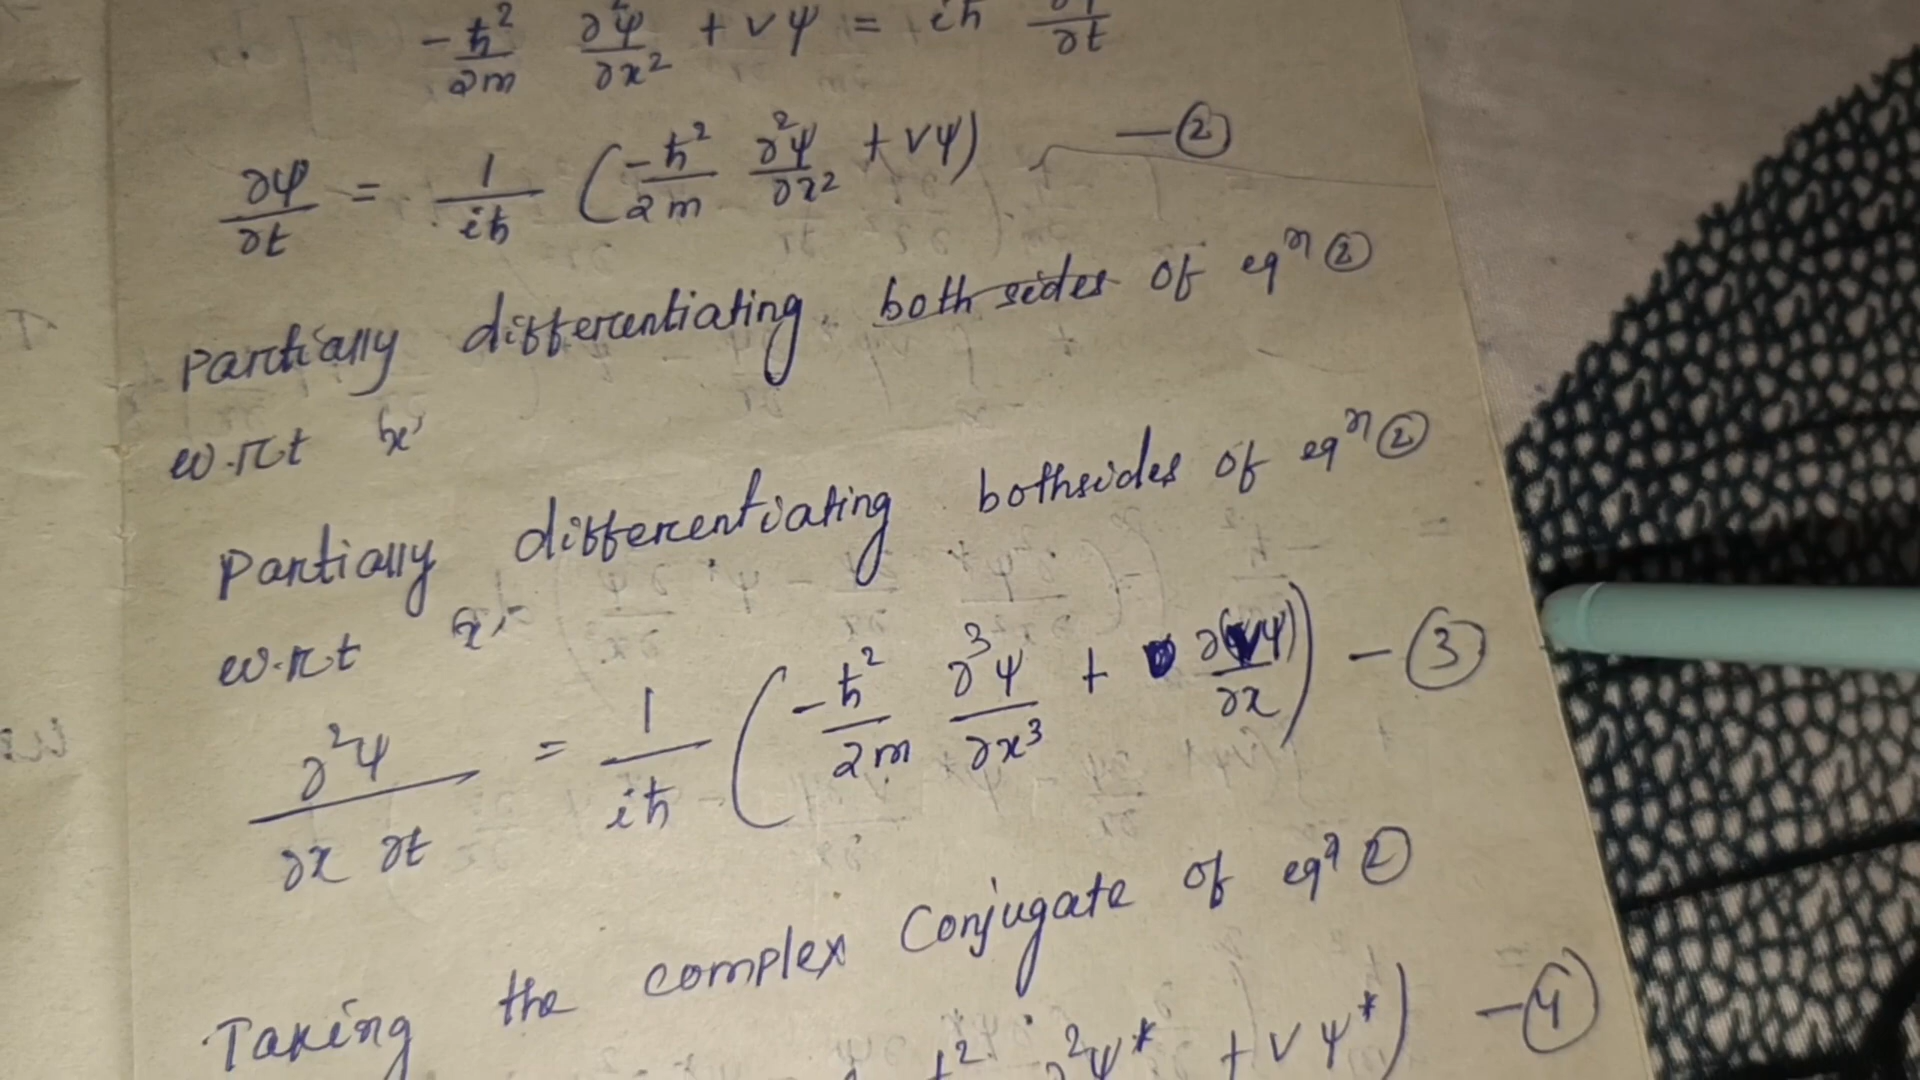 -ħ²/2m ∂²ψ/∂x² + Vψ = iħ ∂ψ/∂t
∂ψ/∂t = 1/iħ (-ħ²/2m ∂²ψ/∂x² + Vψ) —②
Partially differentiating both sides of eqⁿ ②
w.r.t 'x'
Partially differentiating bothsides of eqⁿ ②
w.r.t 'x'
∂²ψ/∂x ∂t = 1/iħ (-ħ²/2m ∂³ψ/∂x³ + ∂(Vψ)/∂x) —③
Taking the complex Conjugate of eqⁿ ②
ħ² ∂²ψ* + Vψ*) —④